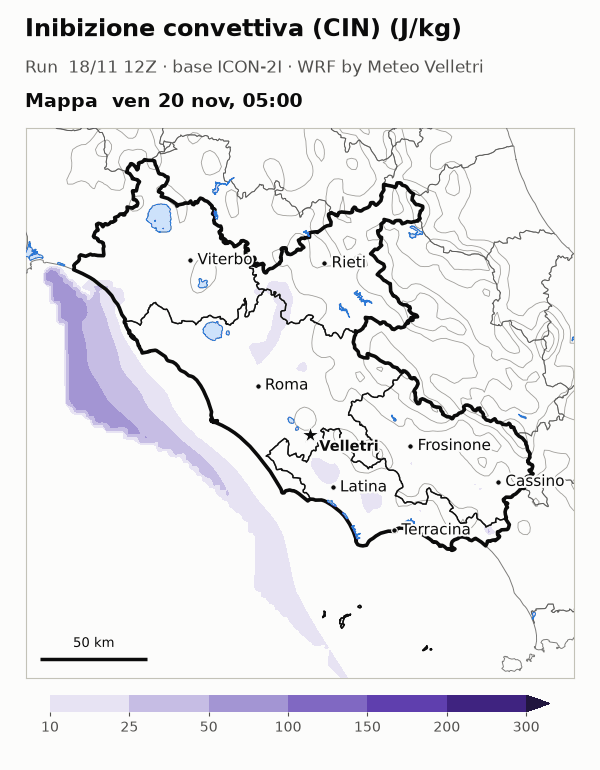 Inibizione convettiva (CIN) (J/kg)
Run  18/11 12Z · base ICON-2I · WRF by Meteo Velletri
Mappa  ven 20 nov, 05:00
Viterbo
Rieti
Roma
Velletri
Frosinone
Latina
Cassino
Terracina
50 km
10 25 50 100 150 200 300